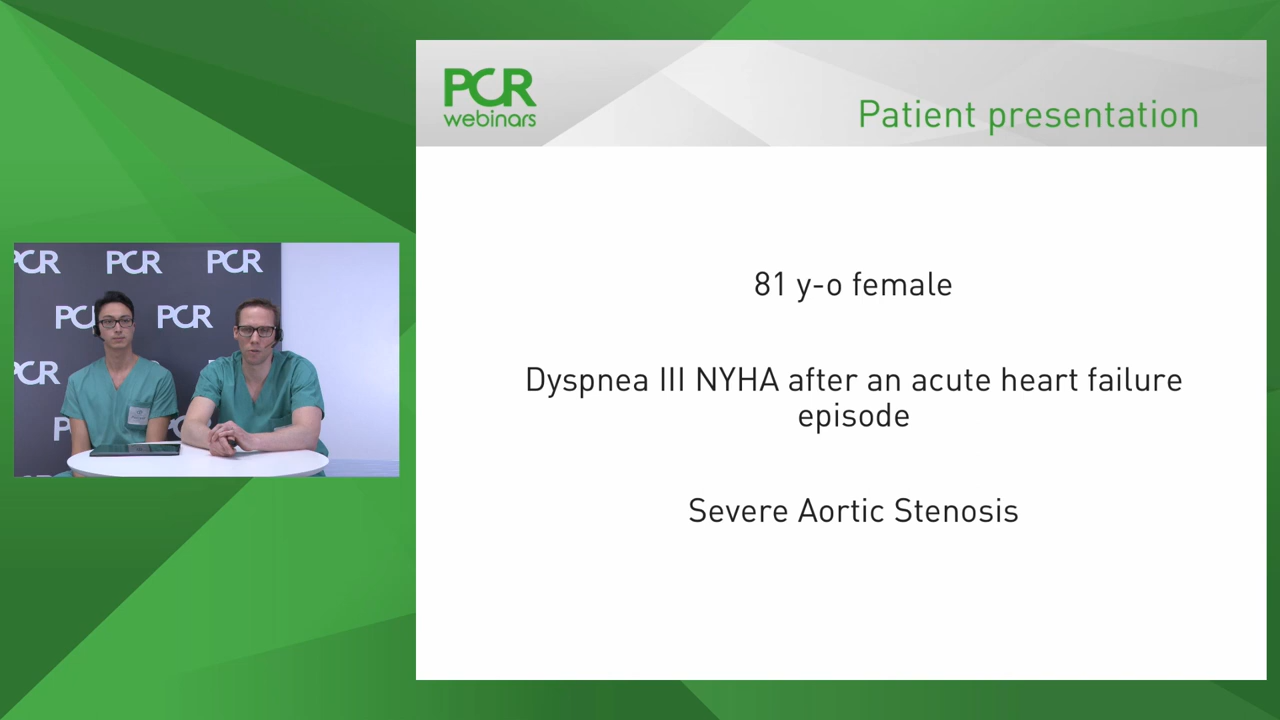 PCR
webinars
Patient presentation
81 y-o female
Dyspnea III NYHA after an acute heart failure
episode
Severe Aortic Stenosis
PCR
PCR
PCR
PCR
PCR
PCR